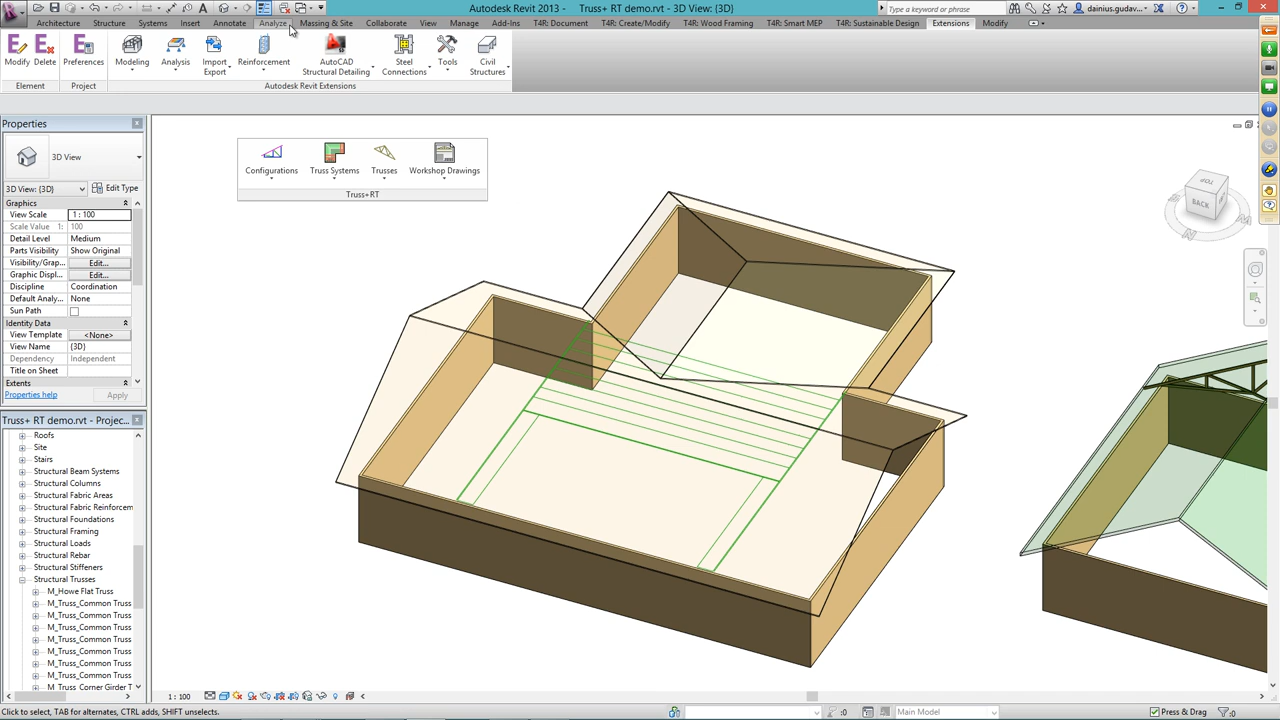 Autodesk Revit 2013 - Truss+ RT demo.rvt - 3D View: {3D}
Type a keyword or phrase
dainius.gudav...
Architecture Structure Systems Insert Annotate Analyze Massing & Site Collaborate View Manage Add-Ins T4R: Document T4R: Create/Modify T4R: Wood Framing T4R: Smart MEP T4R: Sustainable Design Extensions Modify
Modify Delete Preferences Modeling Analysis Import Export Reinforcement AutoCAD Structural Detailing Steel Connections Tools Civil Structures
Element Project Autodesk Revit Extensions
Properties
3D View
3D View: {3D} Edit Type
Graphics
View Scale 1 : 100
Scale Value 1: 100
Detail Level Medium
Parts Visibility Show Original
Visibility/Grap... Edit...
Graphic Displ... Edit...
Discipline Coordination
Default Analy... None
Sun Path
Identity Data
View Template <None>
View Name {3D}
Dependency Independent
Title on Sheet
Extents
Properties help Apply
Truss+ RT demo.rvt - Projec...
Roofs
Site
Stairs
Structural Beam Systems
Structural Columns
Structural Fabric Areas
Structural Fabric Reinforcem
Structural Foundations
Structural Framing
Structural Loads
Structural Rebar
Structural Stiffeners
Structural Trusses
M_Howe Flat Truss
M_Truss_Common Truss
M_Truss_Common Truss
M_Truss_Common Truss
M_Truss_Common Truss
M_Truss_Common Truss
M_Truss_Common Truss
M_Truss_Common Truss
M_Truss_Corner Girder T
Configurations Truss Systems Trusses Workshop Drawings
Truss+RT
TOP
BACK
1 : 100
Click to select, TAB for alternates, CTRL adds, SHIFT unselects.
:0
Main Model
Press & Drag
:0